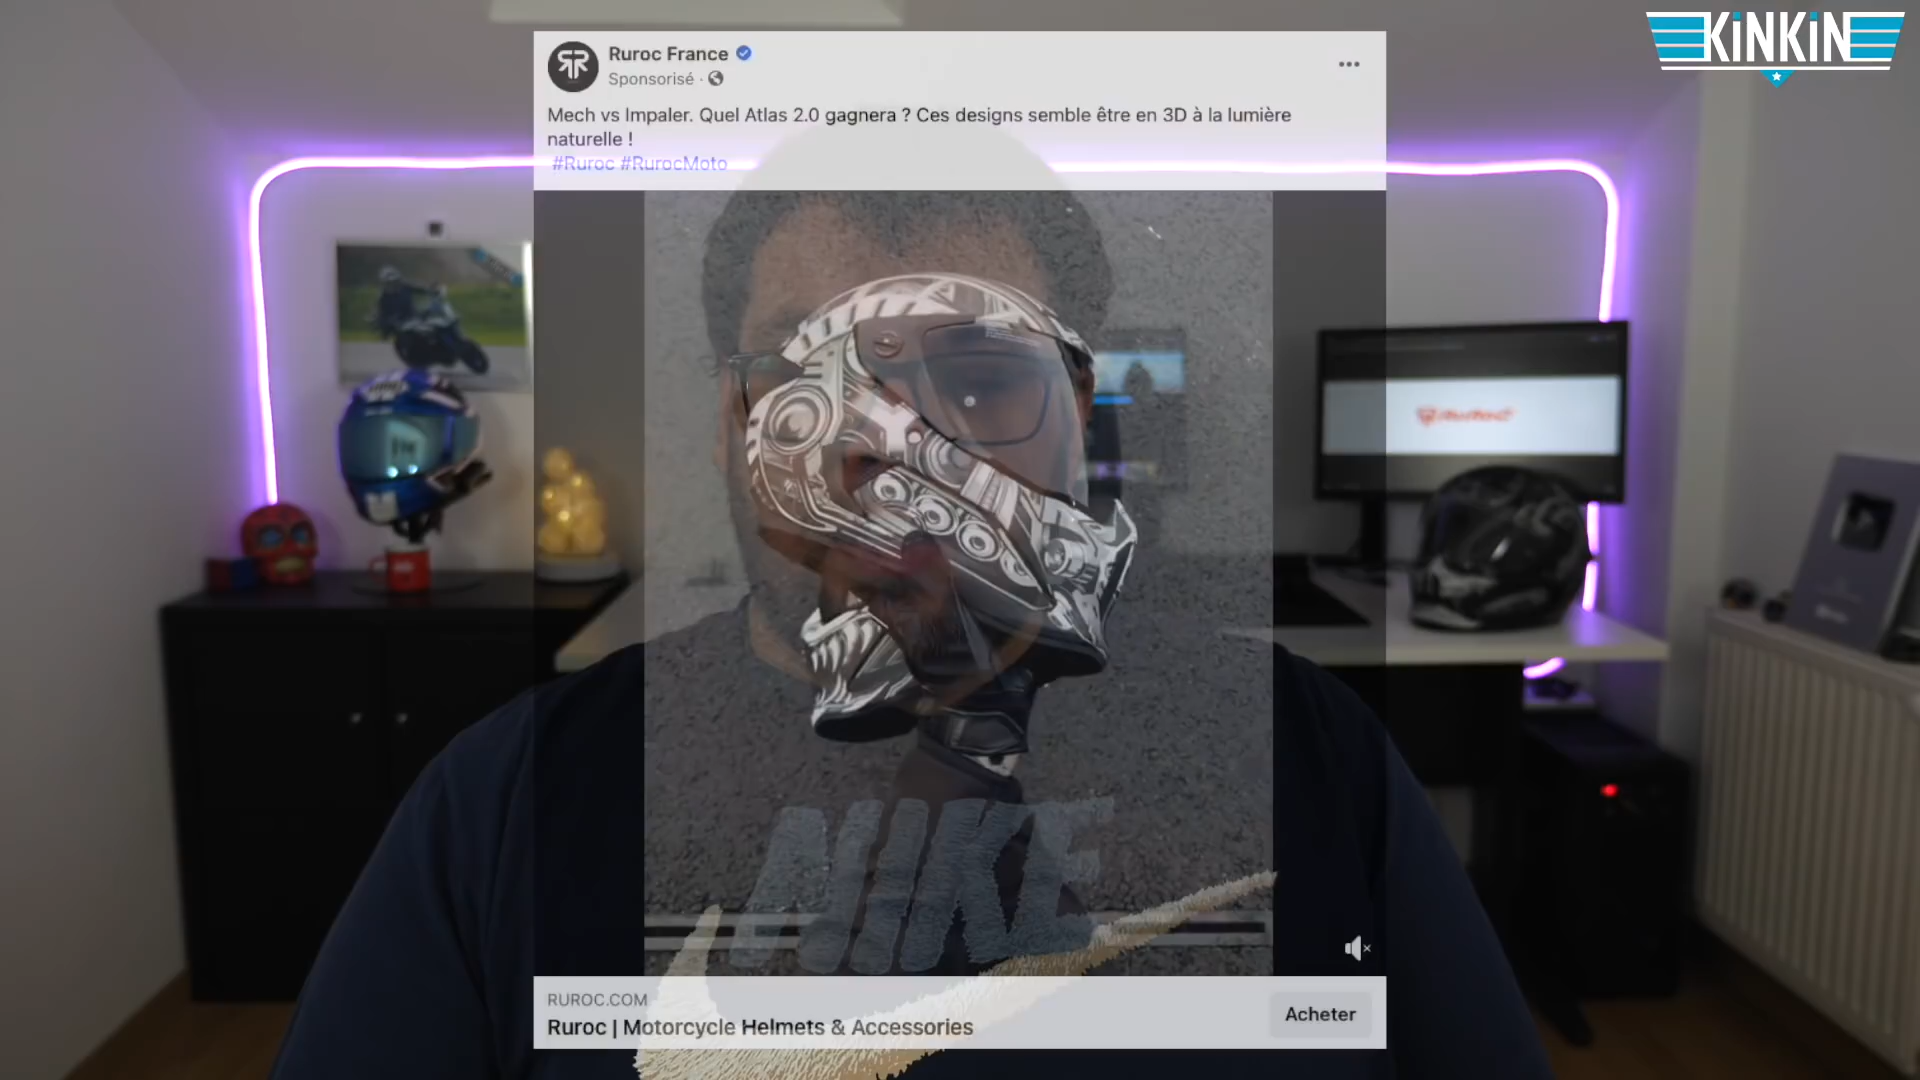 KiNKiN
Ruroc France
Sponsorisé ·
Mech vs Impaler. Quel Atlas 2.0 gagnera ? Ces designs semble être en 3D à la lumière
naturelle !
#Ruroc #RurocMoto
ruroc
NIKE
RUROC.COM
Ruroc | Motorcycle Helmets & Accessories
Acheter